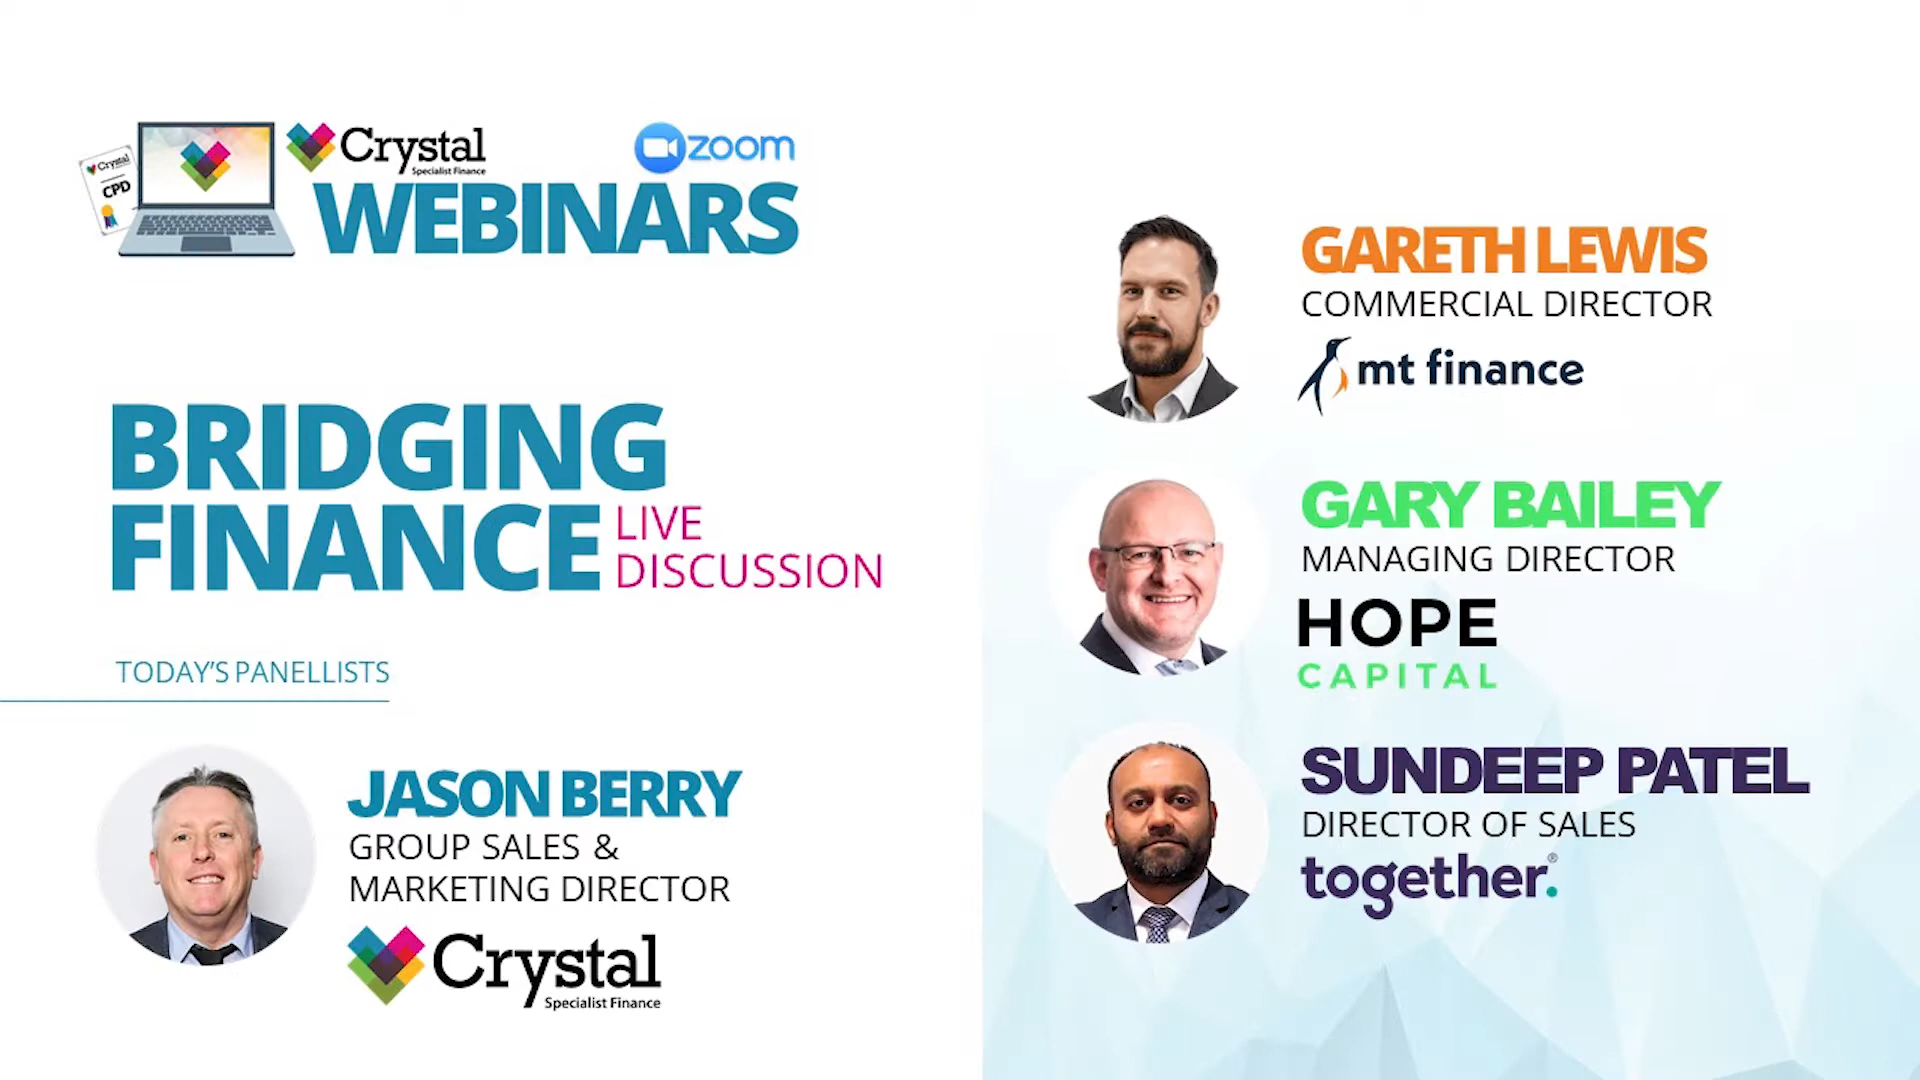 Crystal
CPD
Crystal
Specialist Finance
zoom
WEBINARS
BRIDGING
FINANCE
LIVE
DISCUSSION
TODAY'S PANELLISTS
JASON BERRY
GROUP SALES &
MARKETING DIRECTOR
Crystal
Specialist Finance
GARETH LEWIS
COMMERCIAL DIRECTOR
mt finance
GARY BAILEY
MANAGING DIRECTOR
HOPE
CAPITAL
SUNDEEP PATEL
DIRECTOR OF SALES
together.®